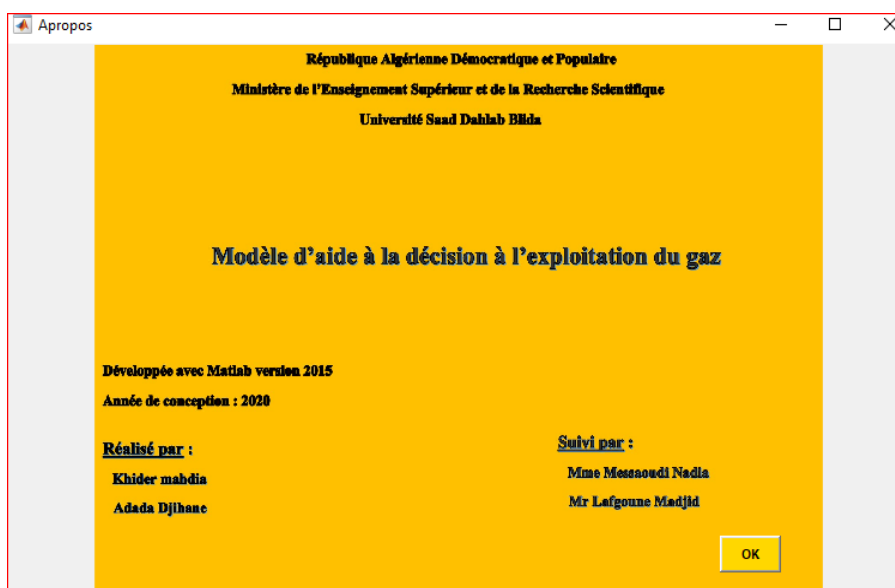 Apropos
République Algérienne Démocratique et Populaire
Ministère de l'Enseignement Supérieur et de la Recherche Scientifique
Université Saad Dahlab Blida
Modèle d'aide à la décision à l'exploitation du gaz
Développée avec Matlab version 2015
Année de conception : 2020
Réalisé par :
Khider mahdia
Adada Djihane
Suivi par :
Mme Messaoudi Nadia
Mr Lafgoune Madjid
OK